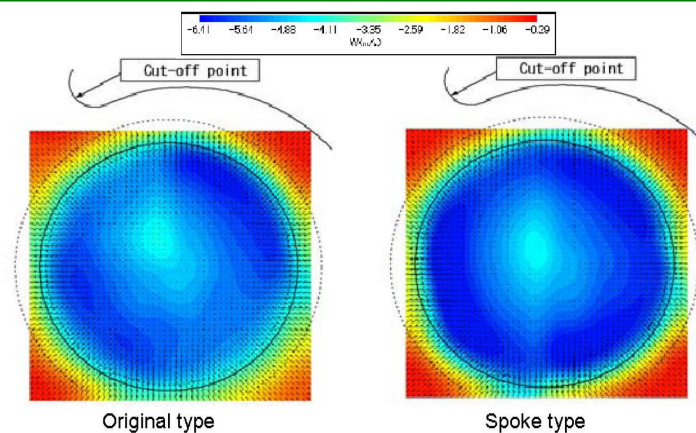 -6.41 -5.64 -4.88 -4.11 -3.35 -2.59 -1.82 -1.06 -0.29
Cut-off point
Cut-off point
Original type
Spoke type